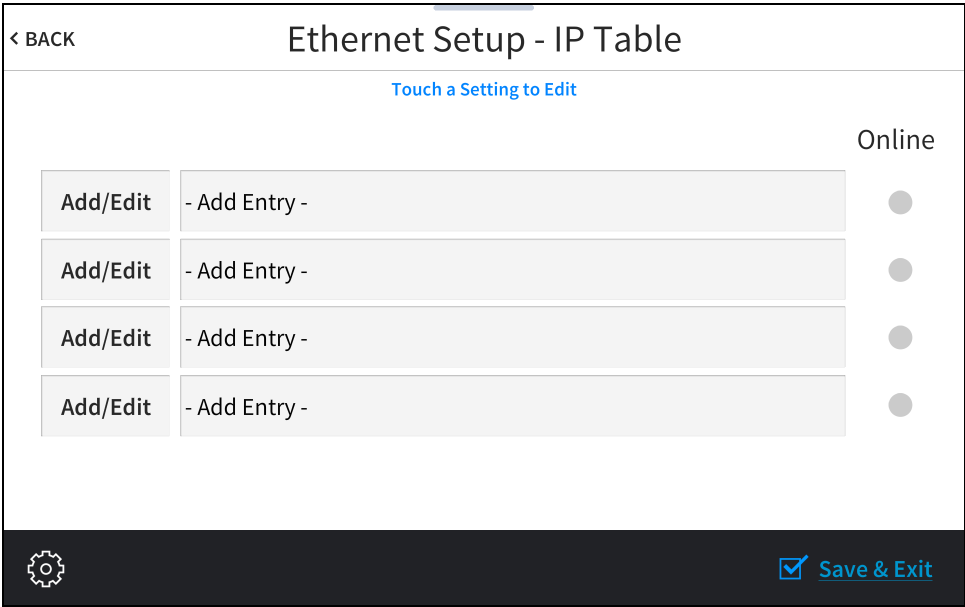 < BACK
Ethernet Setup - IP Table
Touch a Setting to Edit
Online
Add/Edit - Add Entry -
Add/Edit - Add Entry -
Add/Edit - Add Entry -
Add/Edit - Add Entry -
Save & Exit